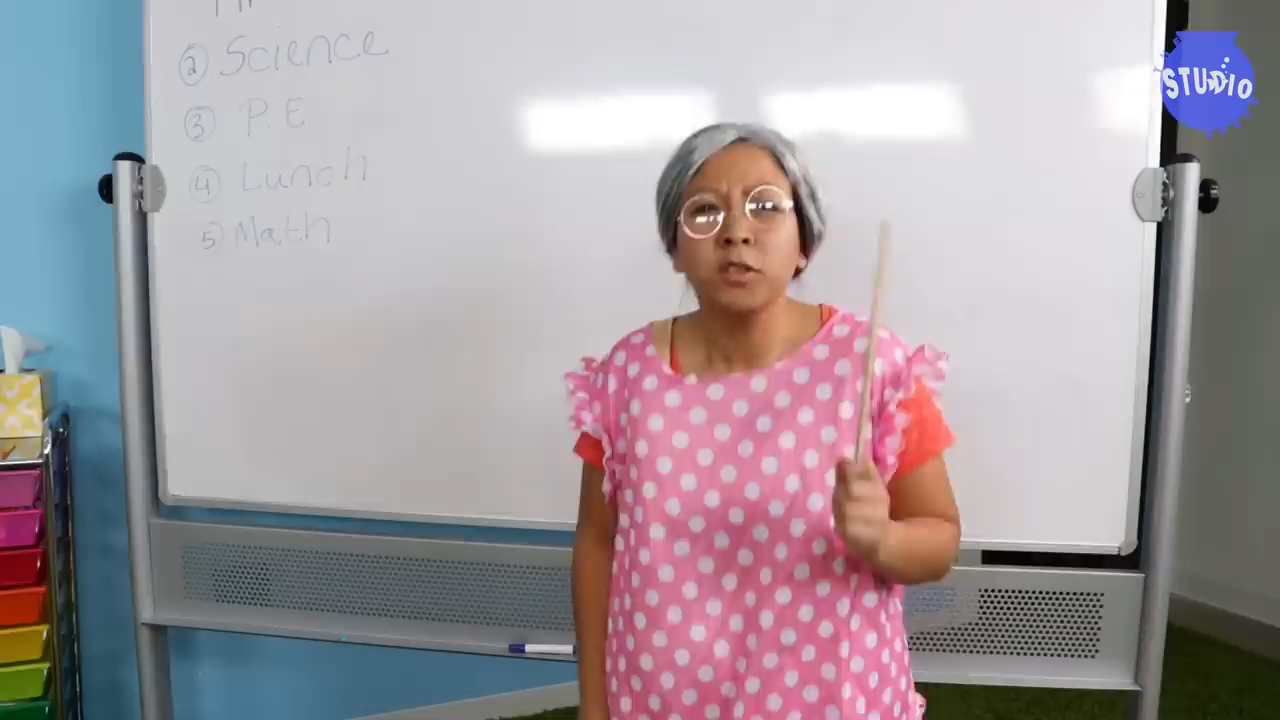 ② Science
③ P.E
④ Lunch
⑤ Math
STUDIO